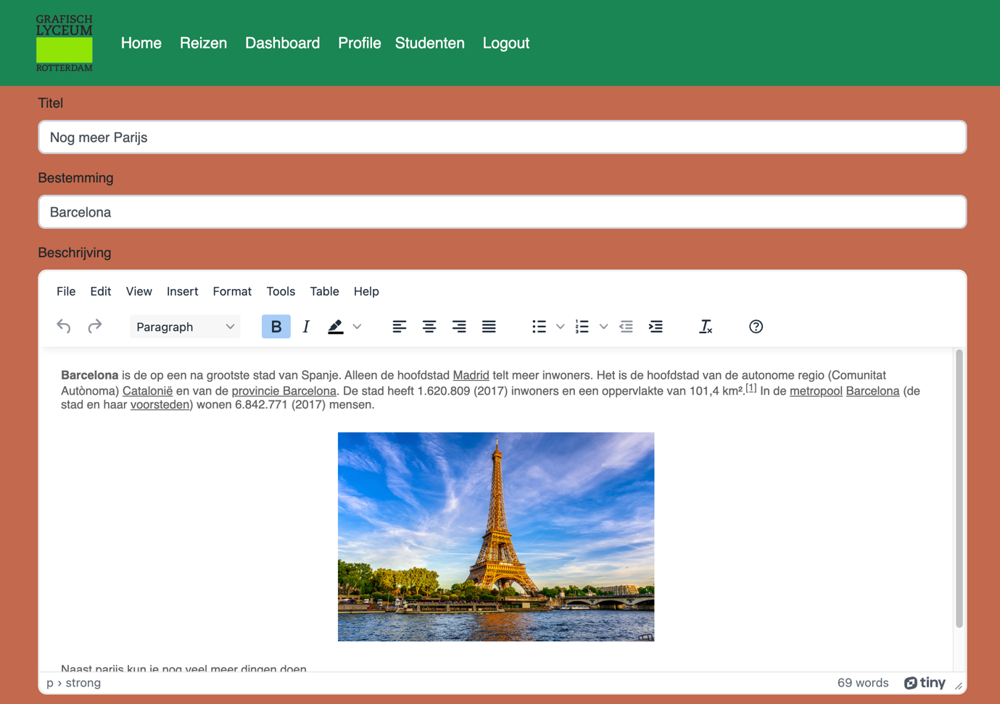 GRAFISCH
LYCEUM
ROTTERDAM
Home Reizen Dashboard Profile Studenten Logout
Titel
Nog meer Parijs
Bestemming
Barcelona
Beschrijving
File Edit View Insert Format Tools Table Help
Paragraph B I
Barcelona is de op een na grootste stad van Spanje. Alleen de hoofdstad Madrid telt meer inwoners. Het is de hoofdstad van de autonome regio (Comunitat
Autònoma) Catalonië en van de provincie Barcelona. De stad heeft 1.620.809 (2017) inwoners en een oppervlakte van 101,4 km².[1] In de metropool Barcelona (de
stad en haar voorsteden) wonen 6.842.771 (2017) mensen.
Naast parijs kun je nog veel meer dingen doen
p › strong 69 words tiny